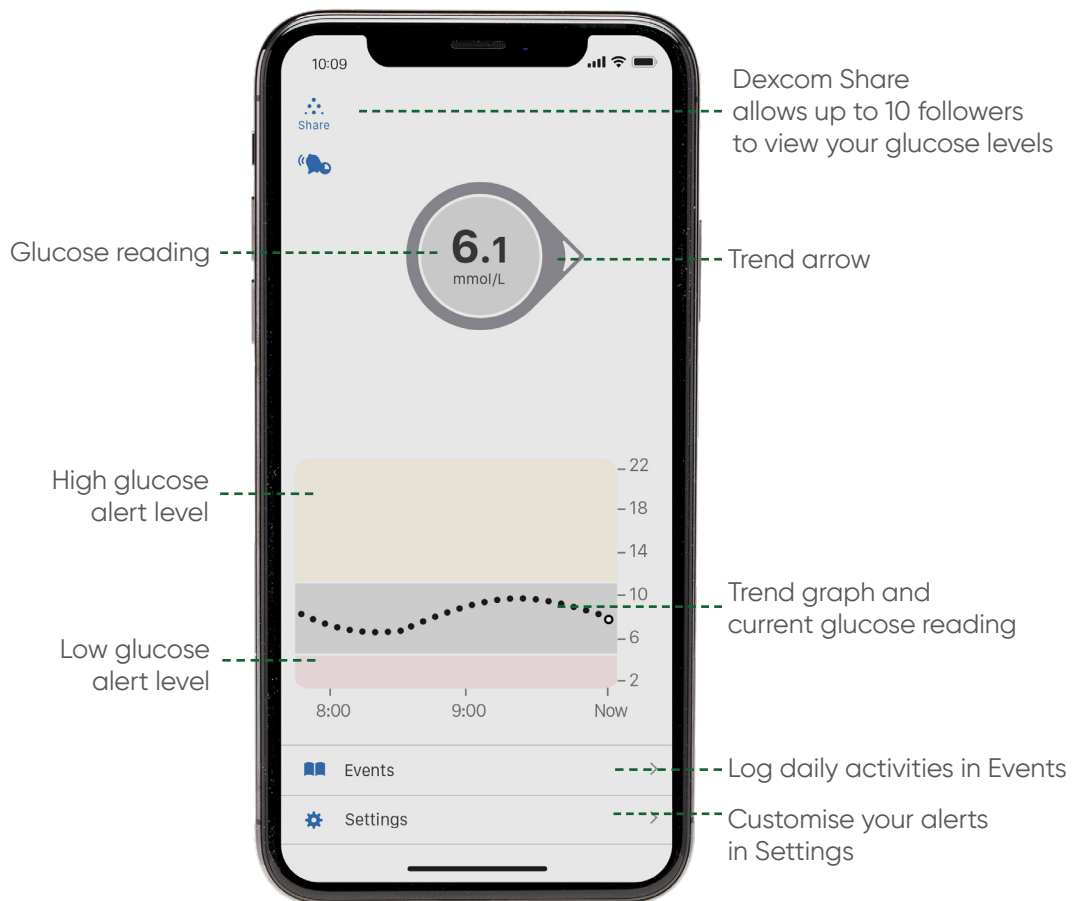 10:09
Share
Dexcom Share
allows up to 10 followers
to view your glucose levels
Glucose reading
6.1
mmol/L
Trend arrow
High glucose
alert level
22
18
14
10
6
2
Trend graph and
current glucose reading
Low glucose
alert level
8:00
9:00
Now
Events
Log daily activities in Events
Settings
Customise your alerts
in Settings